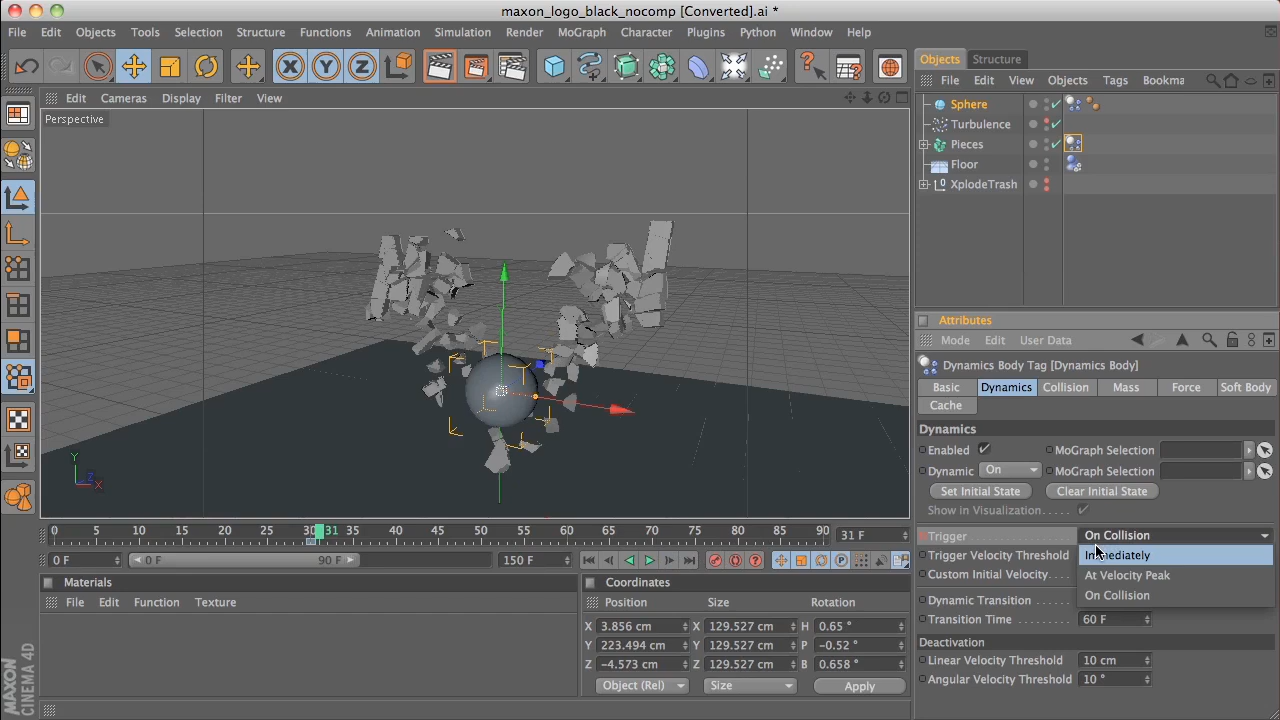 maxon_logo_black_nocomp [Converted].ai *
File Edit Objects Tools Selection Structure Functions Animation Simulation Render MoGraph Character Plugins Python Window Help
X Y Z
Objects Structure
File Edit View Objects Tags Bookma
Edit Cameras Display Filter View
Perspective
Sphere
Turbulence
Pieces
Floor
XplodeTrash
Attributes
Mode Edit User Data
Dynamics Body Tag [Dynamics Body]
Basic Dynamics Collision Mass Force Soft Body
Cache
Dynamics
Enabled MoGraph Selection
Dynamic On MoGraph Selection
Set Initial State Clear Initial State
Show in Visualization
Trigger On Collision
Trigger Velocity Threshold Immediately
Custom Initial Velocity At Velocity Peak
Dynamic Transition On Collision
Transition Time 60 F
Deactivation
Linear Velocity Threshold 10 cm
Angular Velocity Threshold 10 °
Y Z X
0 5 10 15 20 25 30 31 35 40 45 50 55 60 65 70 75 80 85 90 31 F
0 F 0 F 90 F 150 F
Materials
File Edit Function Texture
Coordinates
Position Size Rotation
X 3.856 cm X 129.527 cm H 0.65 °
Y 223.494 cm Y 129.527 cm P -0.52 °
Z -4.573 cm Z 129.527 cm B 0.658 °
Object (Rel) Size Apply
MAXON
CINEMA 4D